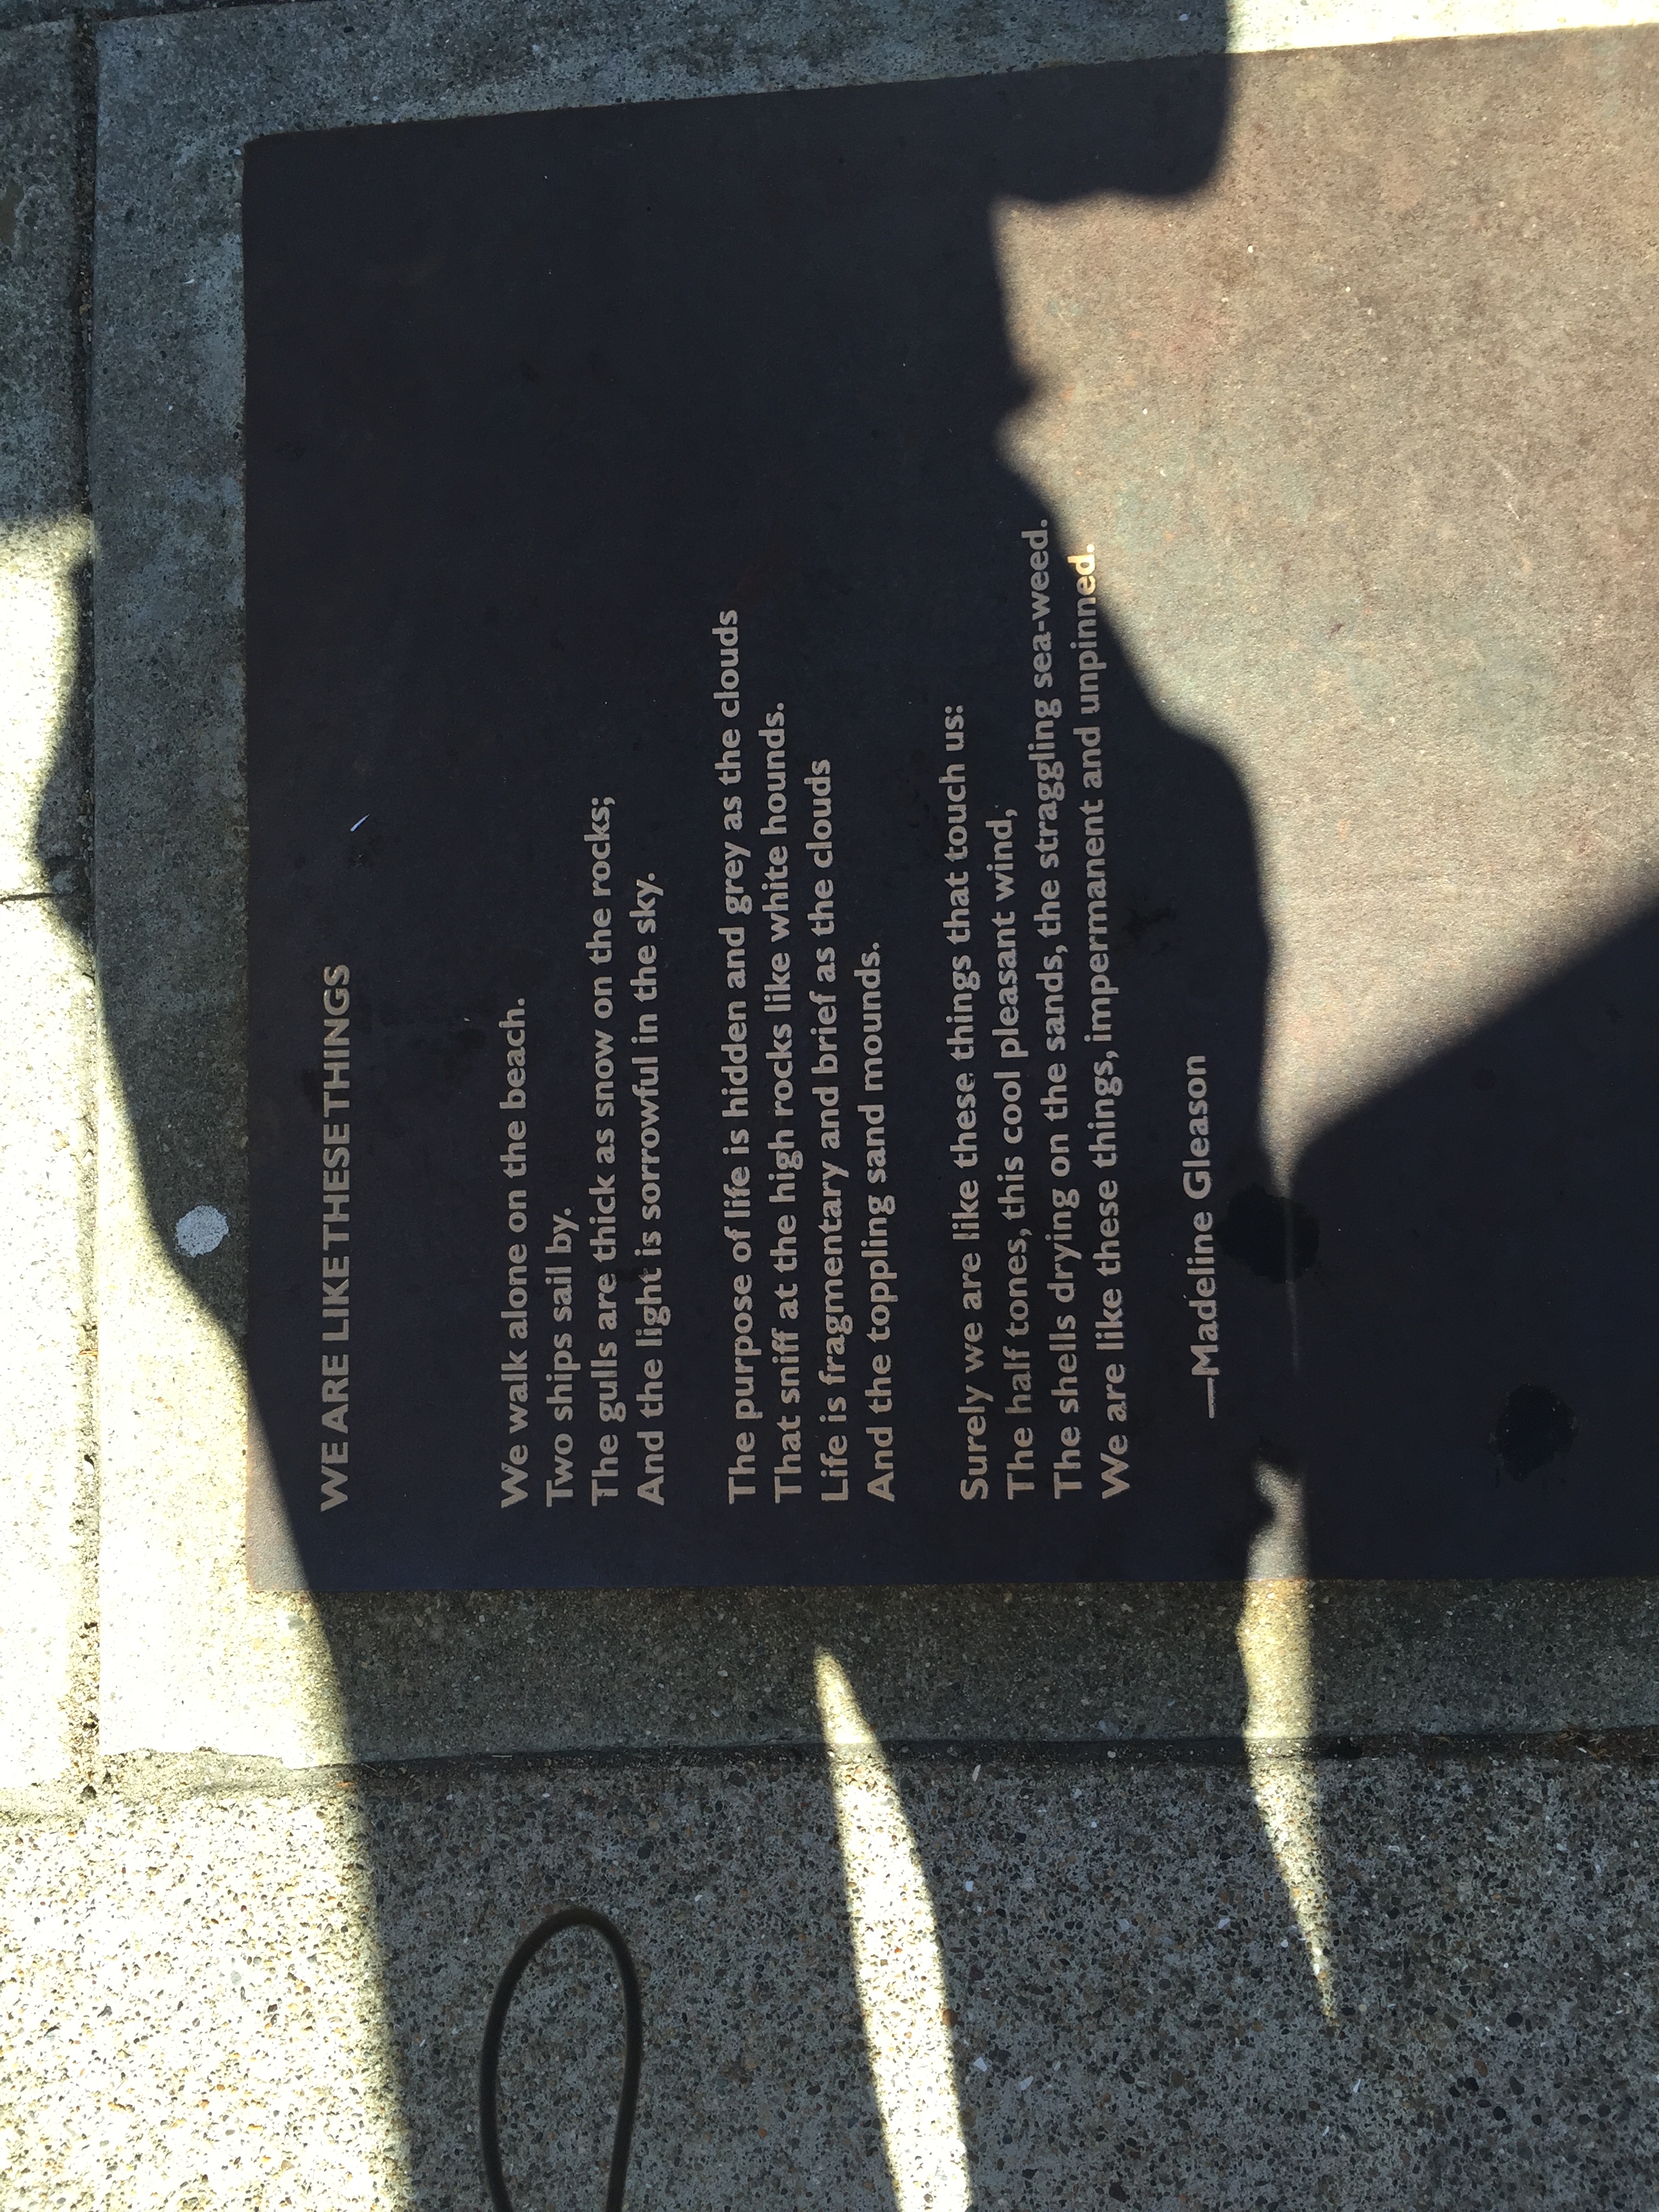 WE ARE LIKE THESE THINGS
We walk alone on the beach.
Two ships sail by.
The gulls are thick as snow on the rocks;
And the light is sorrowful in the sky.
The purpose of life is hidden and grey as the clouds
That sniff at the high rocks like white hounds.
Life is fragmentary and brief as the clouds
And the toppling sand mounds.
Surely we are like these things that touch us:
The half tones, this cool pleasant wind,
The shells drying on the sands, the straggling sea-weed.
We are like these things, impermanent and unpinned.
—Madeline Gleason